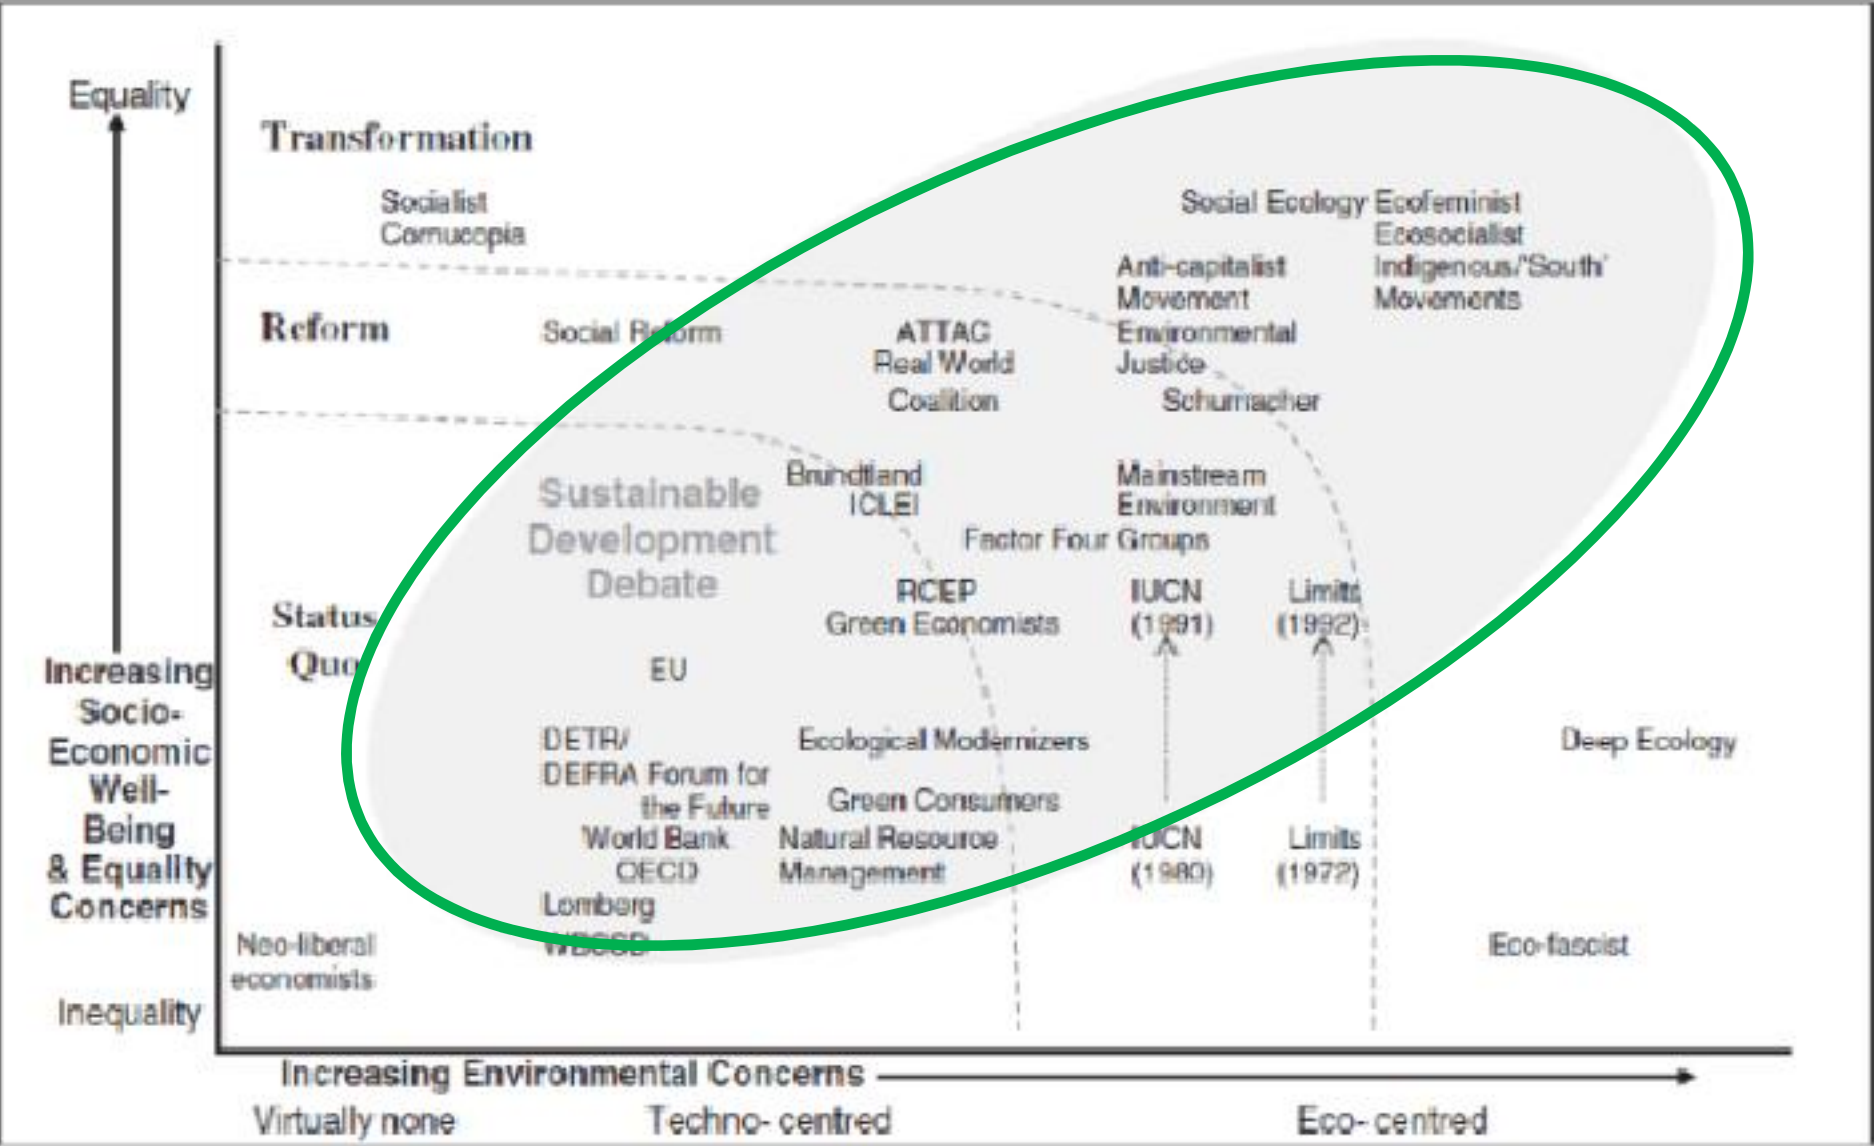 Equality
Transformation
Socialist
Cornucopia
Social Ecology Ecofeminist
Ecosocialist
Anti-capitalist Indigenous/'South'
Movement Movements
Reform
Social Reform
ATTAC
Environmental
Real World
Justice
Coalition
Schumacher
Sustainable
Development
Debate
Brundtland
ICLEI
Mainstream
Environment
Factor Four Groups
Status
Quo
RCEP
Green Economists
IUCN
(1991)
Limits
(1992)
EU
Increasing
Socio-
Economic
Well-
Being
& Equality
Concerns
DETR/
DEFRA Forum for
the Future
Ecological Modernizers
Deep Ecology
Green Consumers
World Bank
OECD
Natural Resource
Management
IUCN
(1980)
Limits
(1972)
Lomberg
WBCSD
Neo-liberal
economists
Eco-fascist
Inequality
Increasing Environmental Concerns
Virtually none
Techno- centred
Eco- centred